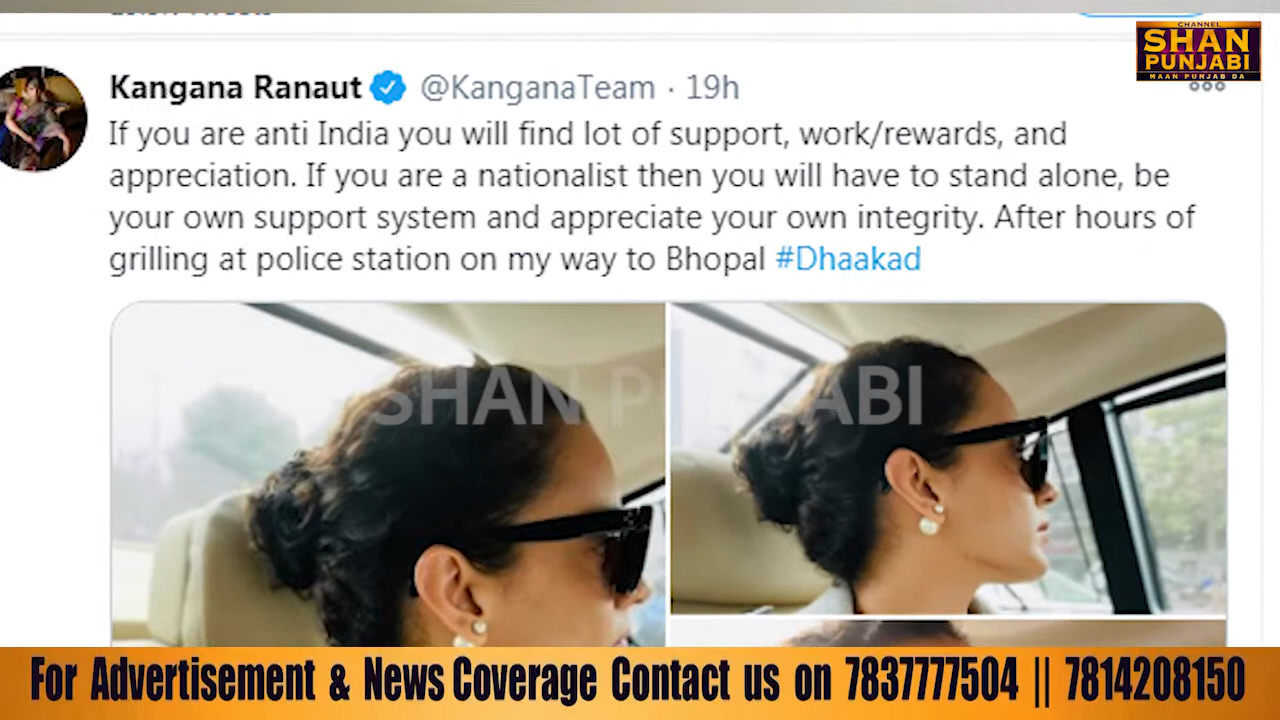 CHANNEL
SHAN
PUNJABI
MAAN PUNJAB DA
Kangana Ranaut @KanganaTeam · 19h
If you are anti India you will find lot of support, work/rewards, and
appreciation. If you are a nationalist then you will have to stand alone, be
your own support system and appreciate your own integrity. After hours of
grilling at police station on my way to Bhopal #Dhaakad
SHAN PUNJABI
For Advertisement & News Coverage Contact us on 7837777504 || 7814208150